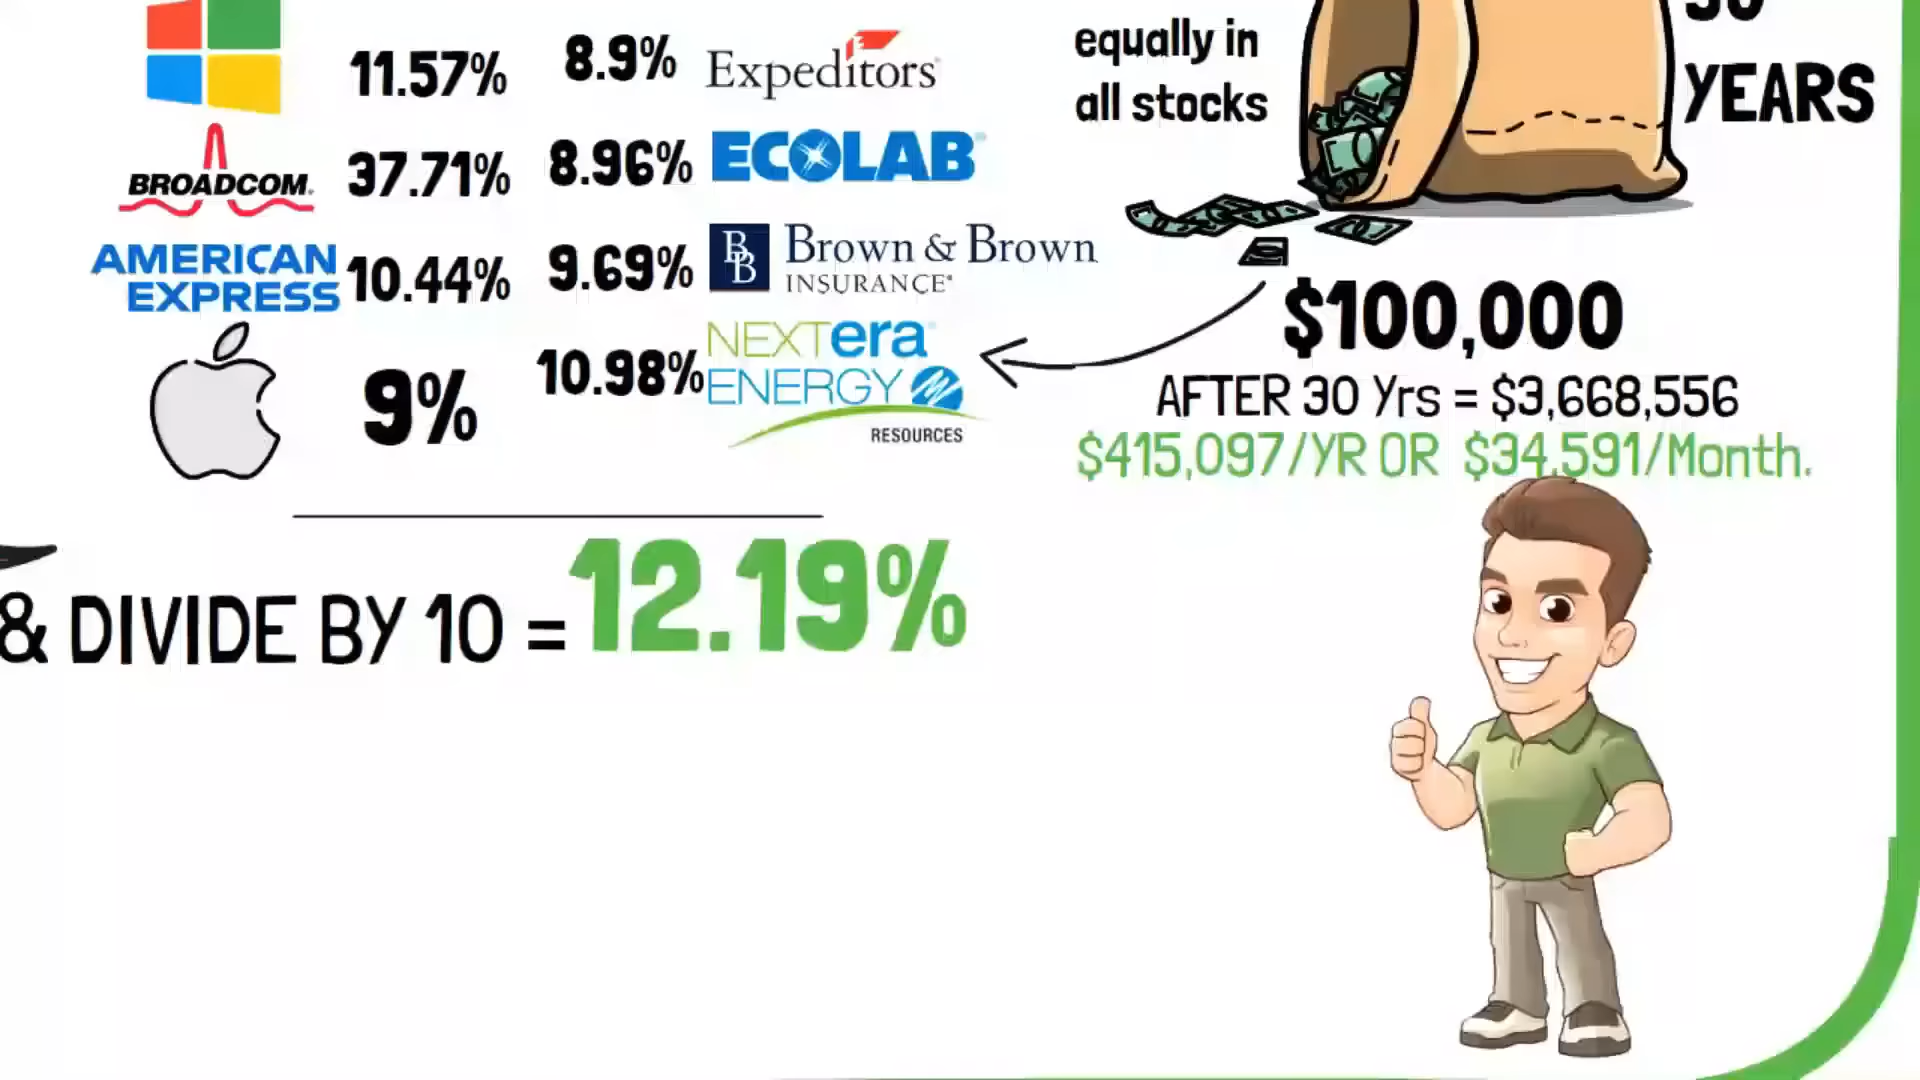 11.57%
8.9%
Expeditors
BROADCOM.
37.71%
8.96%
ECOLAB
AMERICAN
EXPRESS
10.44%
9.69%
BB
Brown & Brown
INSURANCE
9%
10.98%
NEXTera
ENERGY
RESOURCES
& DIVIDE BY 10 = 12.19%
equally in
all stocks
YEARS
$100,000
AFTER 30 Yrs = $3,668,556
$415,097/YR OR $34,591/Month.